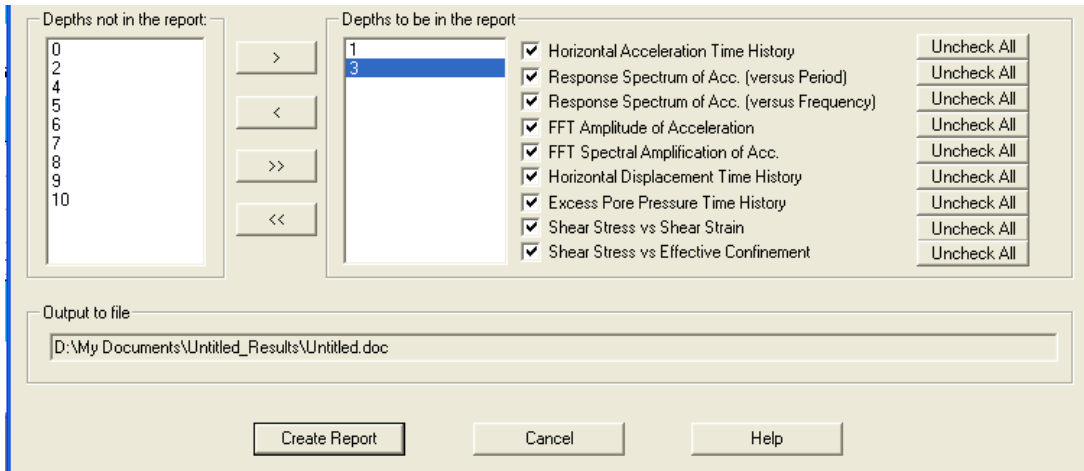 Depths not in the report:
0
2
4
5
6
7
8
9
10
>
<
>>
<<
Depths to be in the report
1
3
Horizontal Acceleration Time History
Uncheck All
Response Spectrum of Acc. (versus Period)
Uncheck All
Response Spectrum of Acc. (versus Frequency)
Uncheck All
FFT Amplitude of Acceleration
Uncheck All
FFT Spectral Amplification of Acc.
Uncheck All
Horizontal Displacement Time History
Uncheck All
Excess Pore Pressure Time History
Uncheck All
Shear Stress vs Shear Strain
Uncheck All
Shear Stress vs Effective Confinement
Uncheck All
Output to file
D:\My Documents\Untitled_Results\Untitled.doc
Create Report
Cancel
Help